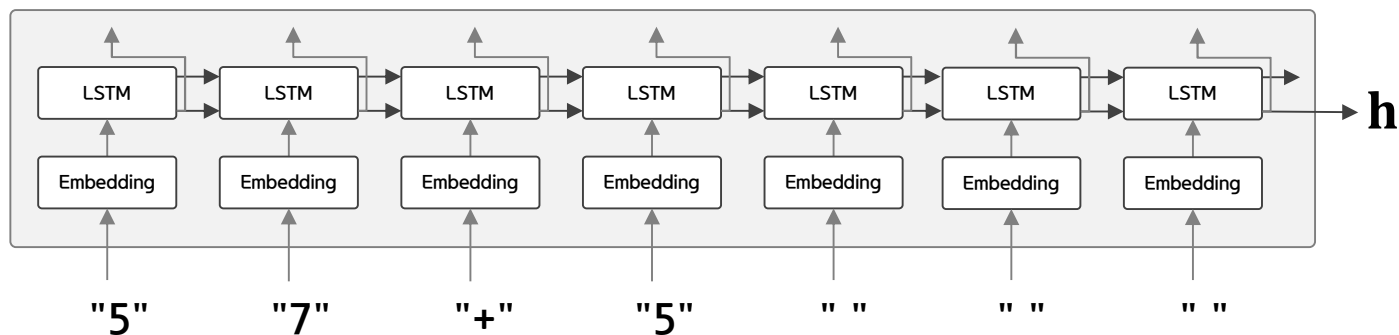 LSTM LSTM LSTM LSTM LSTM LSTM LSTM
h
Embedding Embedding Embedding Embedding Embedding Embedding Embedding
"5" "7" "+" "5" " " " " " "